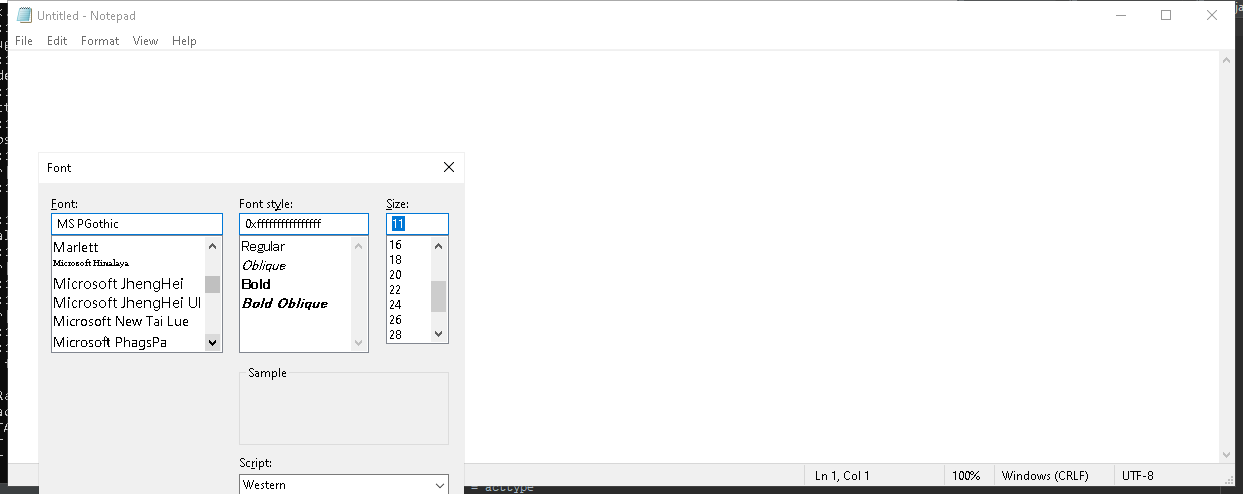 Untitled - Notepad
File Edit Format View Help
Font
Font: Font style: Size:
MS PGothic 0xffffffffffffffff 11
Marlett Regular 16
Microsoft Himalaya Oblique 18
Microsoft JhengHei Bold 20
Microsoft JhengHei UI Bold Oblique 22
Microsoft New Tai Lue 24
Microsoft PhagsPa 26
28
Sample
Script:
Western
Ln 1, Col 1 100% Windows (CRLF) UTF-8
= acctype